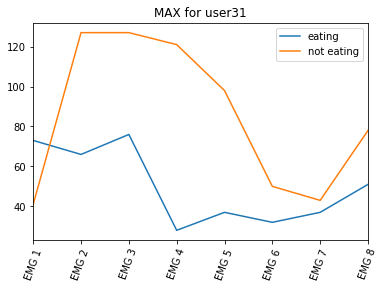 MAX for user31
eating
not eating
120
100
80
60
40
EMG 1
EMG 2
EMG 3
EMG 4
EMG 5
EMG 6
EMG 7
EMG 8